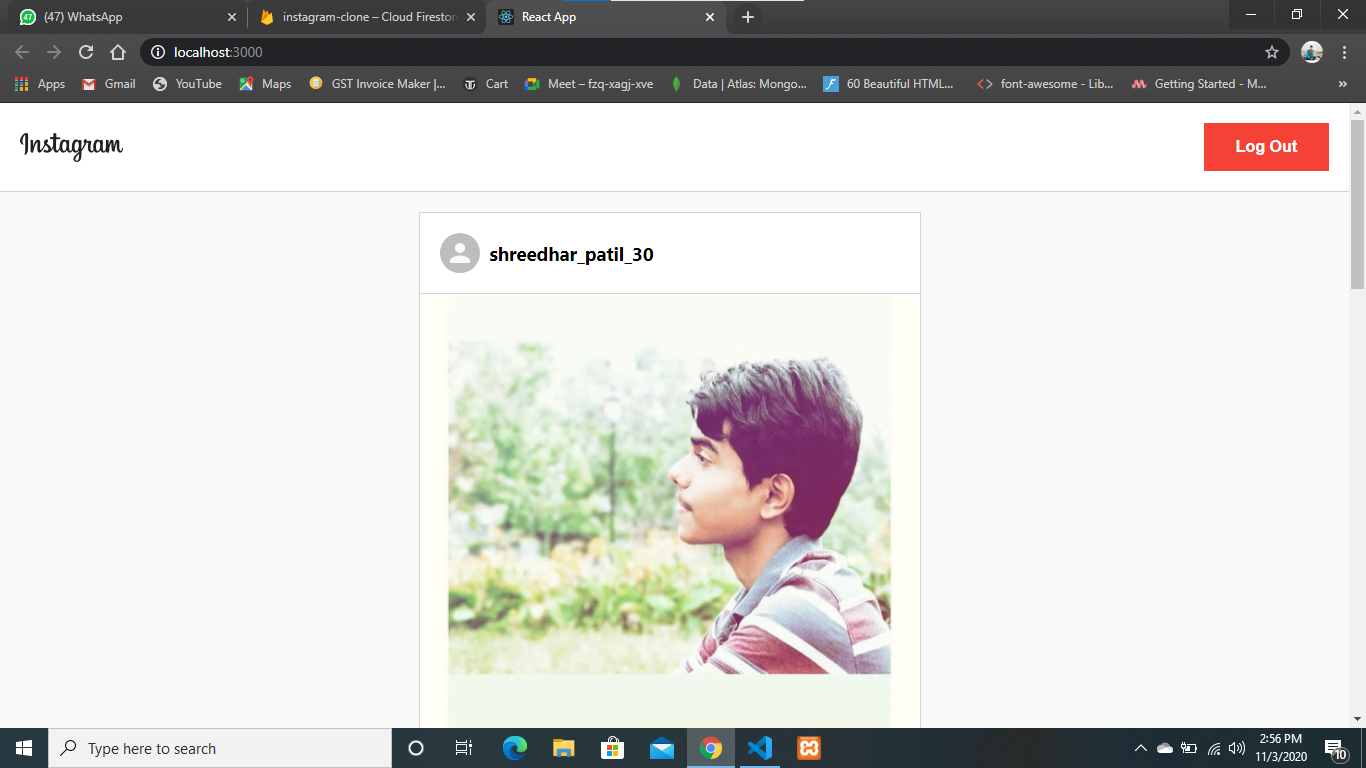 47 (47) WhatsApp instagram-clone – Cloud Firestor React App
localhost:3000
Apps Gmail YouTube Maps GST Invoice Maker |... Cart Meet – fzq-xagj-xve Data | Atlas: Mongo... 60 Beautiful HTML... font-awesome - Lib... Getting Started - M... »
Instagram Log Out
shreedhar_patil_30
Type here to search 2:56 PM
11/3/2020 10